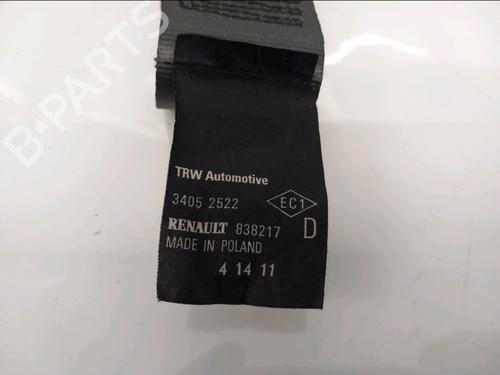 B-PARTS
TRW Automotive
3405 2522 EC1
RENAULT 838217 D
MADE IN POLAND
4 14 11